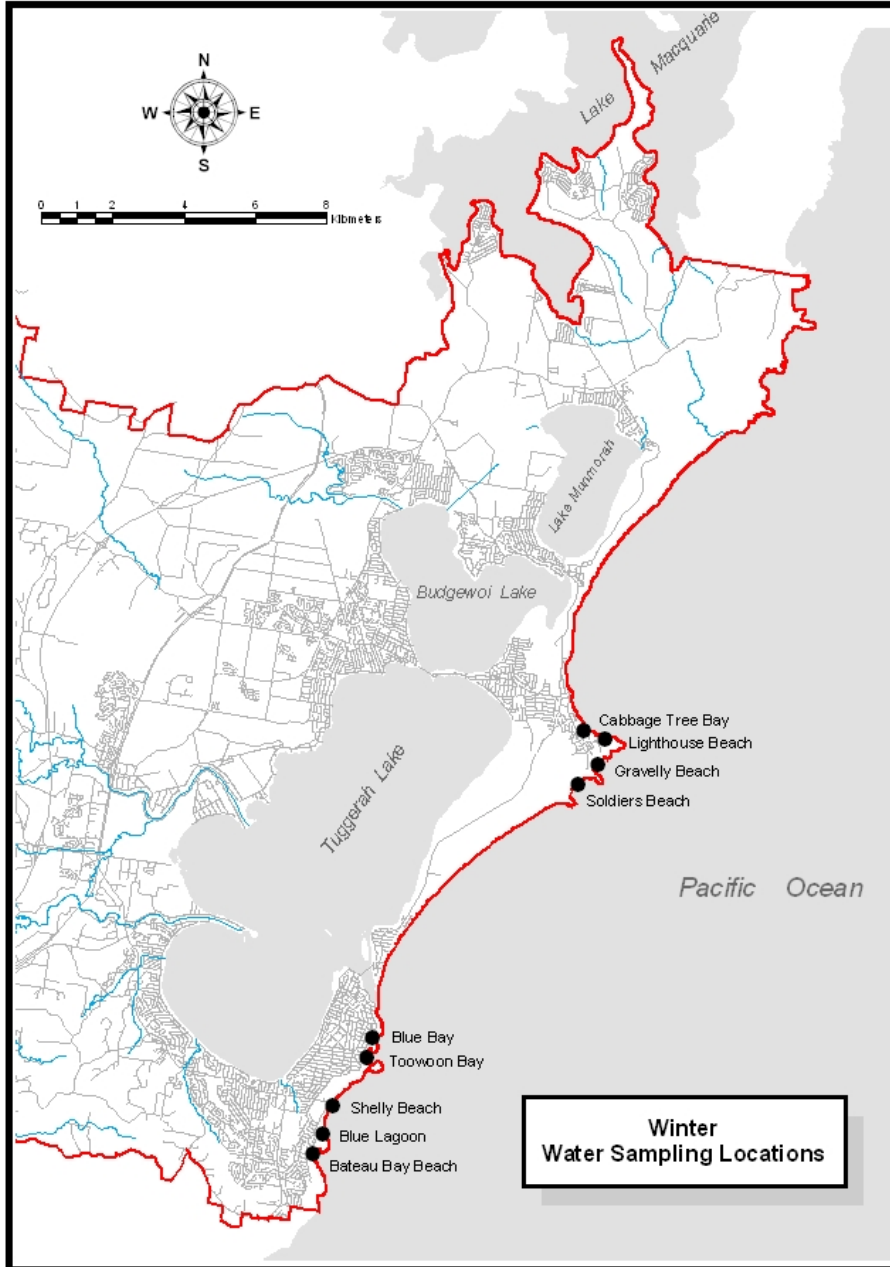 Lake Macquarie
N
W E
S
0 1 2 4 6 8
Kilometers
Lake Munmorah
Budgewoi Lake
Cabbage Tree Bay
Lighthouse Beach
Gravelly Beach
Soldiers Beach
Tuggerah Lake
Pacific Ocean
Blue Bay
Toowoon Bay
Shelly Beach
Blue Lagoon
Bateau Bay Beach
Winter
Water Sampling Locations